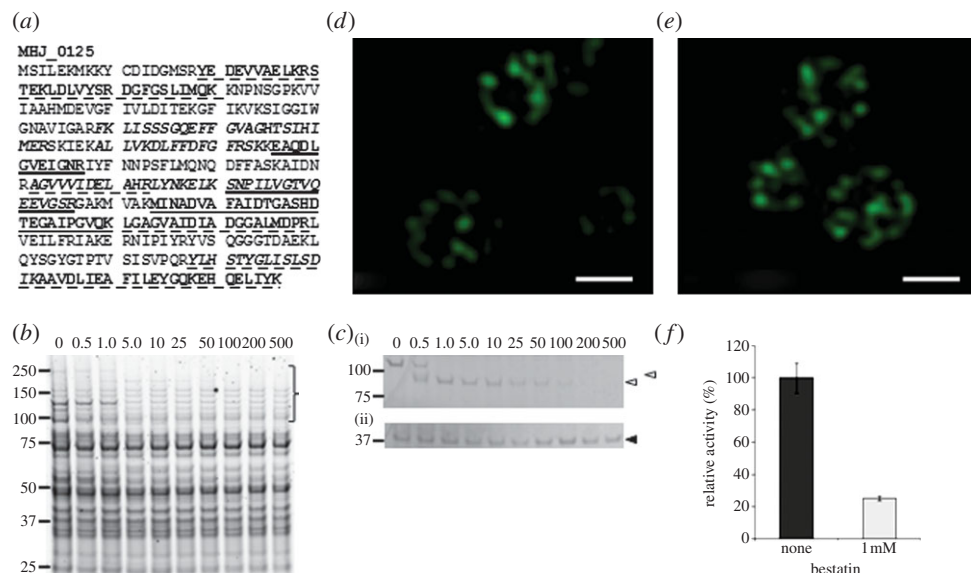 (a)
MHJ_0125
MSILEKMKKY CDIDGMSRYE DEVVAELKRS
TEKLDLVYSR DGFGSLIMQK KNPNSGPKVV
IAAHMDEVGF IVLDITEKGF IKVKSIGGIW
GNAVIGARFK LISSSGQEFF GVAGHTSIHI
MERSKIEKAL LVKDLFFDFG FRSKKEAQDL
GVEIGNRIYF NNPSFLMQNQ DFFASKAIDN
RAGVVVIDEL AHRLYNKELK SNPILVGTVQ
EEVGSRGAKM VAKMINADVA FAIDTGASHD
TEGAIPGVQK LGAGVAIDIA DGGALMDPRL
VEILFRIAKE RNIPIYRYVS QGGGTDAEKL
QYSGYGTPTV SISVPQRYLH STYGLISLSD
IKAAVDLIEA FILEYGQKEH QELIYK
(d)
(e)
(b)
0 0.5 1.0 5.0 10 25 50 100 200 500
250
150
100
75
50
37
25
(c) (i)
0 0.5 1.0 5.0 10 25 50 100 200 500
100
75
(ii)
37
(f)
120
100
80
60
40
20
0
relative activity (%)
none 1 mM
bestatin